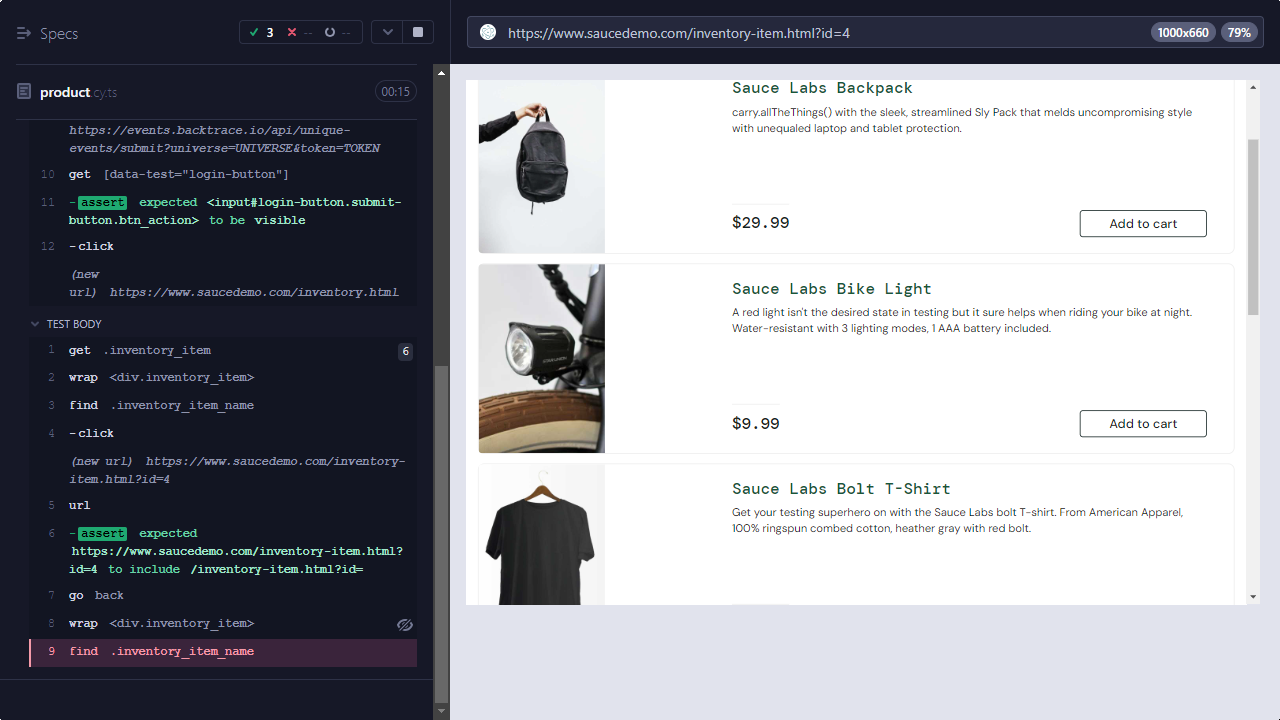 Specs
3 -- --
product.cy.ts
00:15
https://events.backtrace.io/api/unique-
events/submit?universe=UNIVERSE&token=TOKEN
10 get [data-test="login-button"]
11 -assert expected <input#login-button.submit-
button.btn_action> to be visible
12 -click
(new
url) https://www.saucedemo.com/inventory.html
TEST BODY
1 get .inventory_item 6
2 wrap <div.inventory_item>
3 find .inventory_item_name
4 -click
(new url) https://www.saucedemo.com/inventory-
item.html?id=4
5 url
6 -assert expected
https://www.saucedemo.com/inventory-item.html?
id=4 to include /inventory-item.html?id=
7 go back
8 wrap <div.inventory_item>
9 find .inventory_item_name
https://www.saucedemo.com/inventory-item.html?id=4
1000x660 79%
Sauce Labs Backpack
carry.allTheThings() with the sleek, streamlined Sly Pack that melds uncompromising style
with unequaled laptop and tablet protection.
$29.99
Add to cart
Sauce Labs Bike Light
A red light isn't the desired state in testing but it sure helps when riding your bike at night.
Water-resistant with 3 lighting modes, 1 AAA battery included.
$9.99
Add to cart
Sauce Labs Bolt T-Shirt
Get your testing superhero on with the Sauce Labs bolt T-shirt. From American Apparel,
100% ringspun combed cotton, heather gray with red bolt.